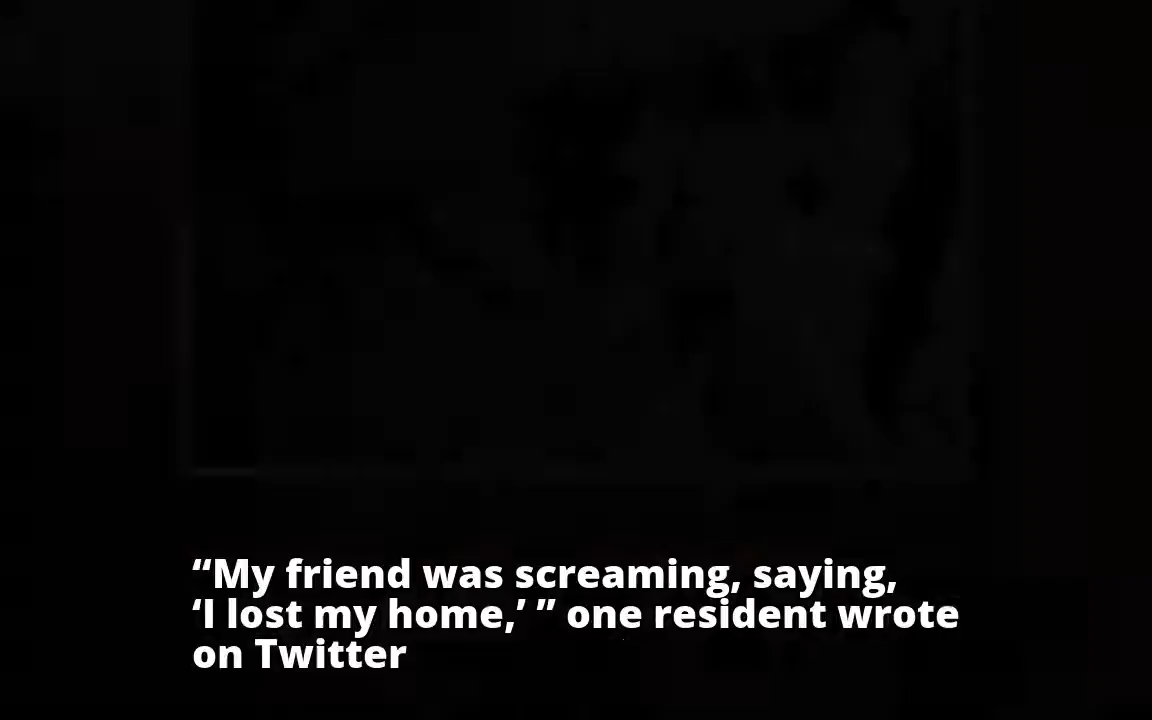 “My friend was screaming, saying,
‘I lost my home,’ ” one resident wrote
on Twitter